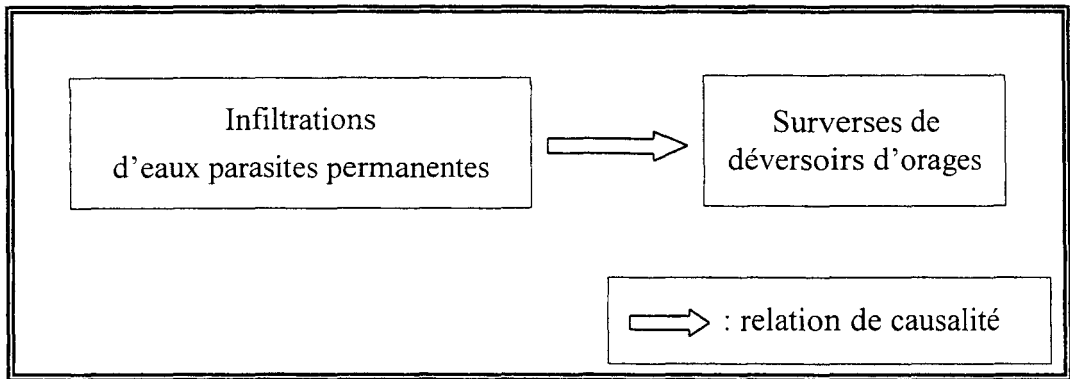 Infiltrations
d'eaux parasites permanentes
Surverses de
déversoirs d'orages
: relation de causalité